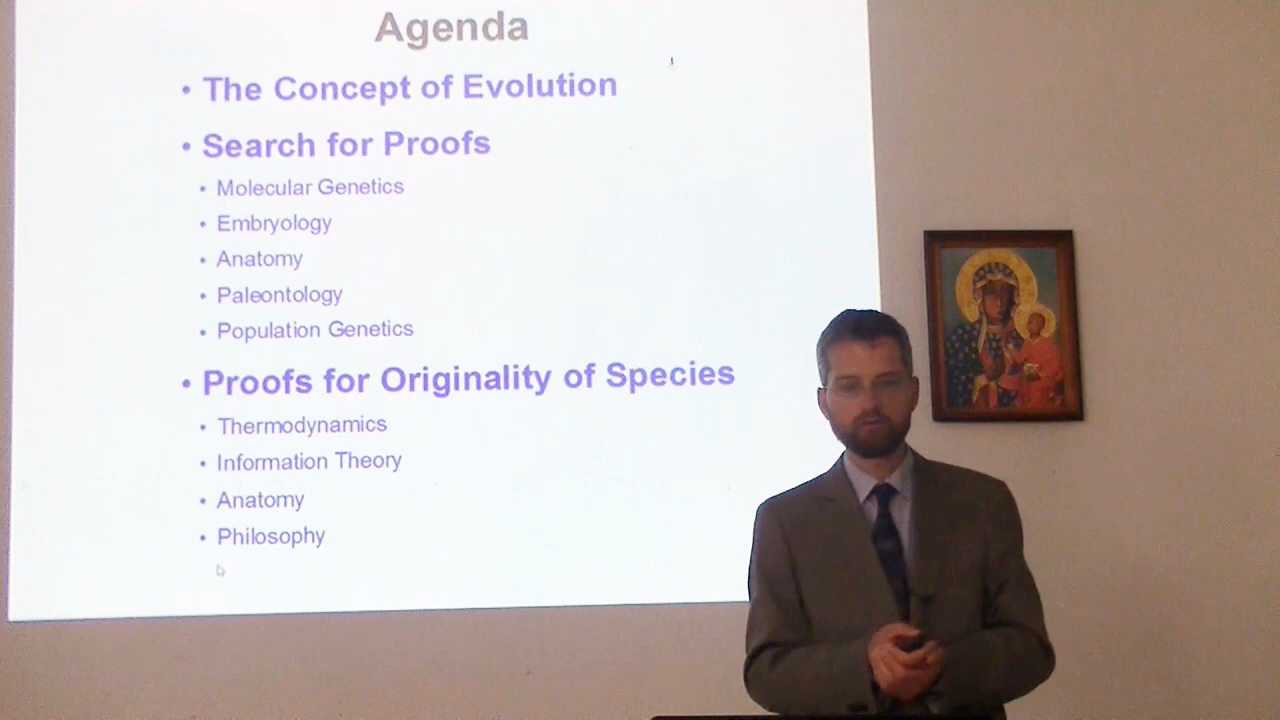 Agenda
• The Concept of Evolution
• Search for Proofs
• Molecular Genetics
• Embryology
• Anatomy
• Paleontology
• Population Genetics
• Proofs for Originality of Species
• Thermodynamics
• Information Theory
• Anatomy
• Philosophy